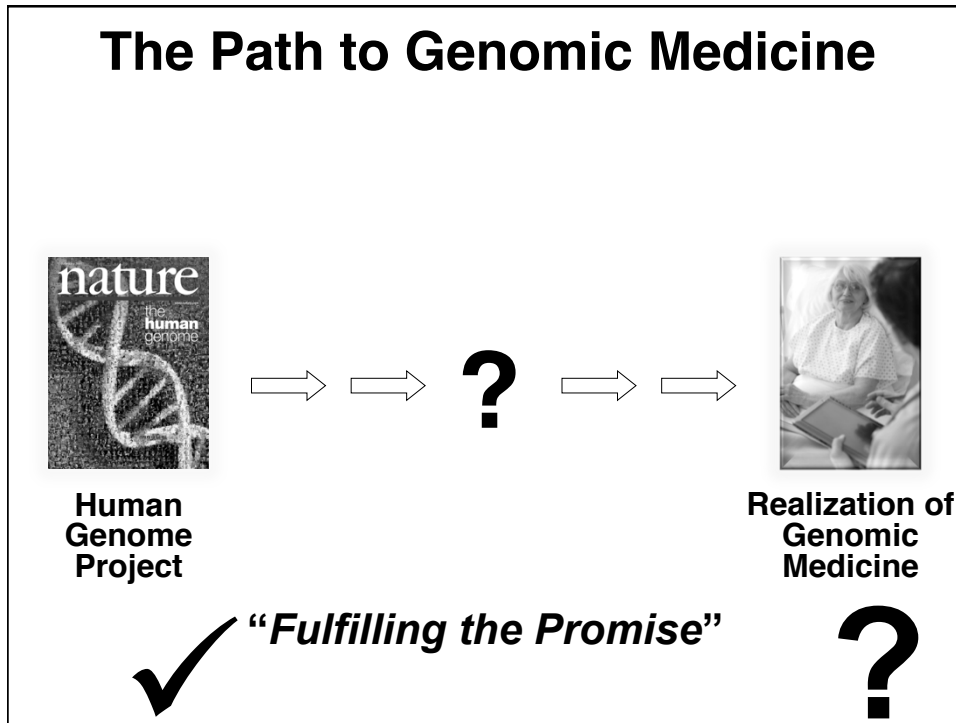 The Path to Genomic Medicine
nature
the
human
genome
?
Human
Genome
Project
Realization of
Genomic
Medicine
“Fulfilling the Promise”
?